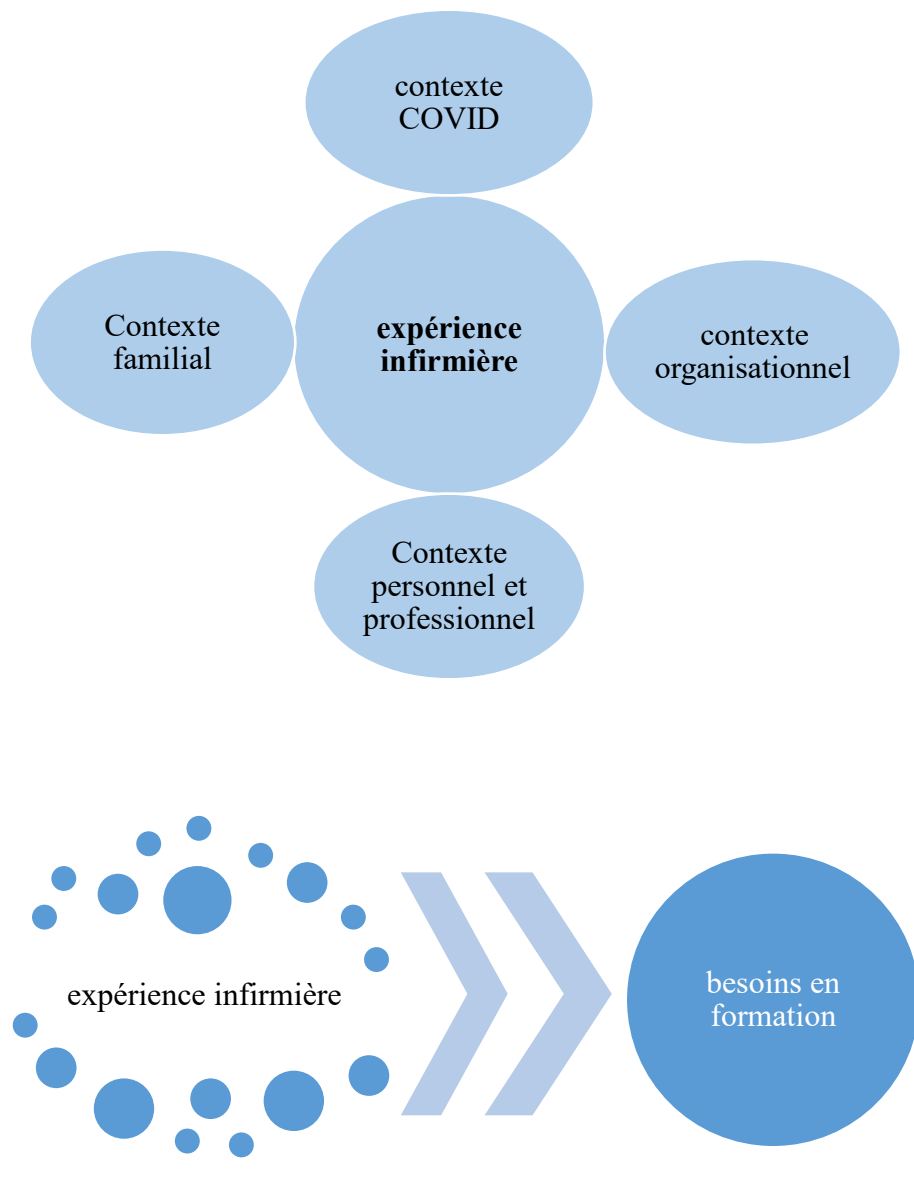 contexte
COVID
Contexte
familial
expérience
infirmière
contexte
organisationnel
Contexte
personnel et
professionnel
expérience infirmière
besoins en
formation